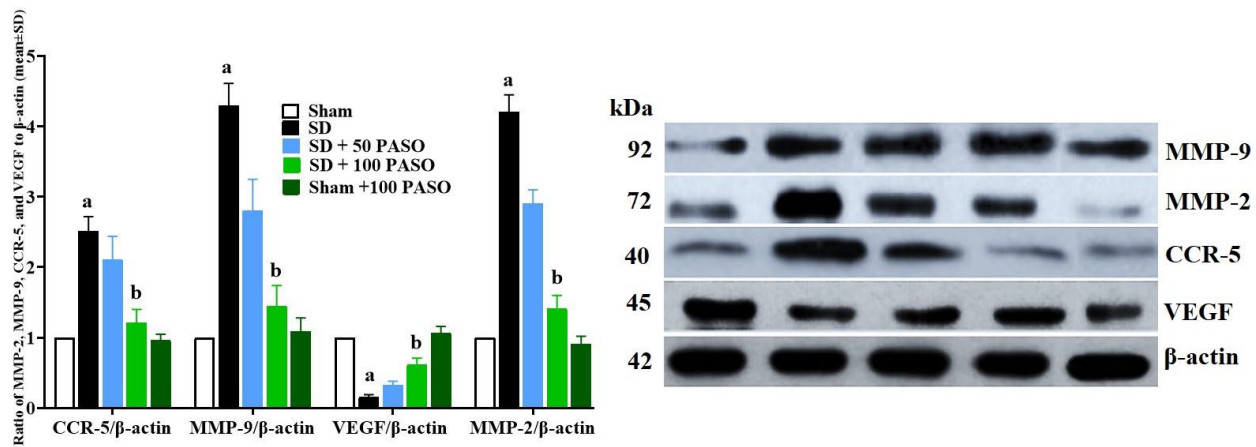 Ratio of MMP-2, MMP-9, CCR-5, and VEGF to β-actin (mean±SD)
5
4
3
2
1
0
a
b
a
b
a
b
a
b
Sham
SD
SD + 50 PASO
SD + 100 PASO
Sham +100 PASO
CCR-5/β-actin MMP-9/β-actin VEGF/β-actin MMP-2/β-actin
kDa
92 MMP-9
72 MMP-2
40 CCR-5
45 VEGF
42 β-actin